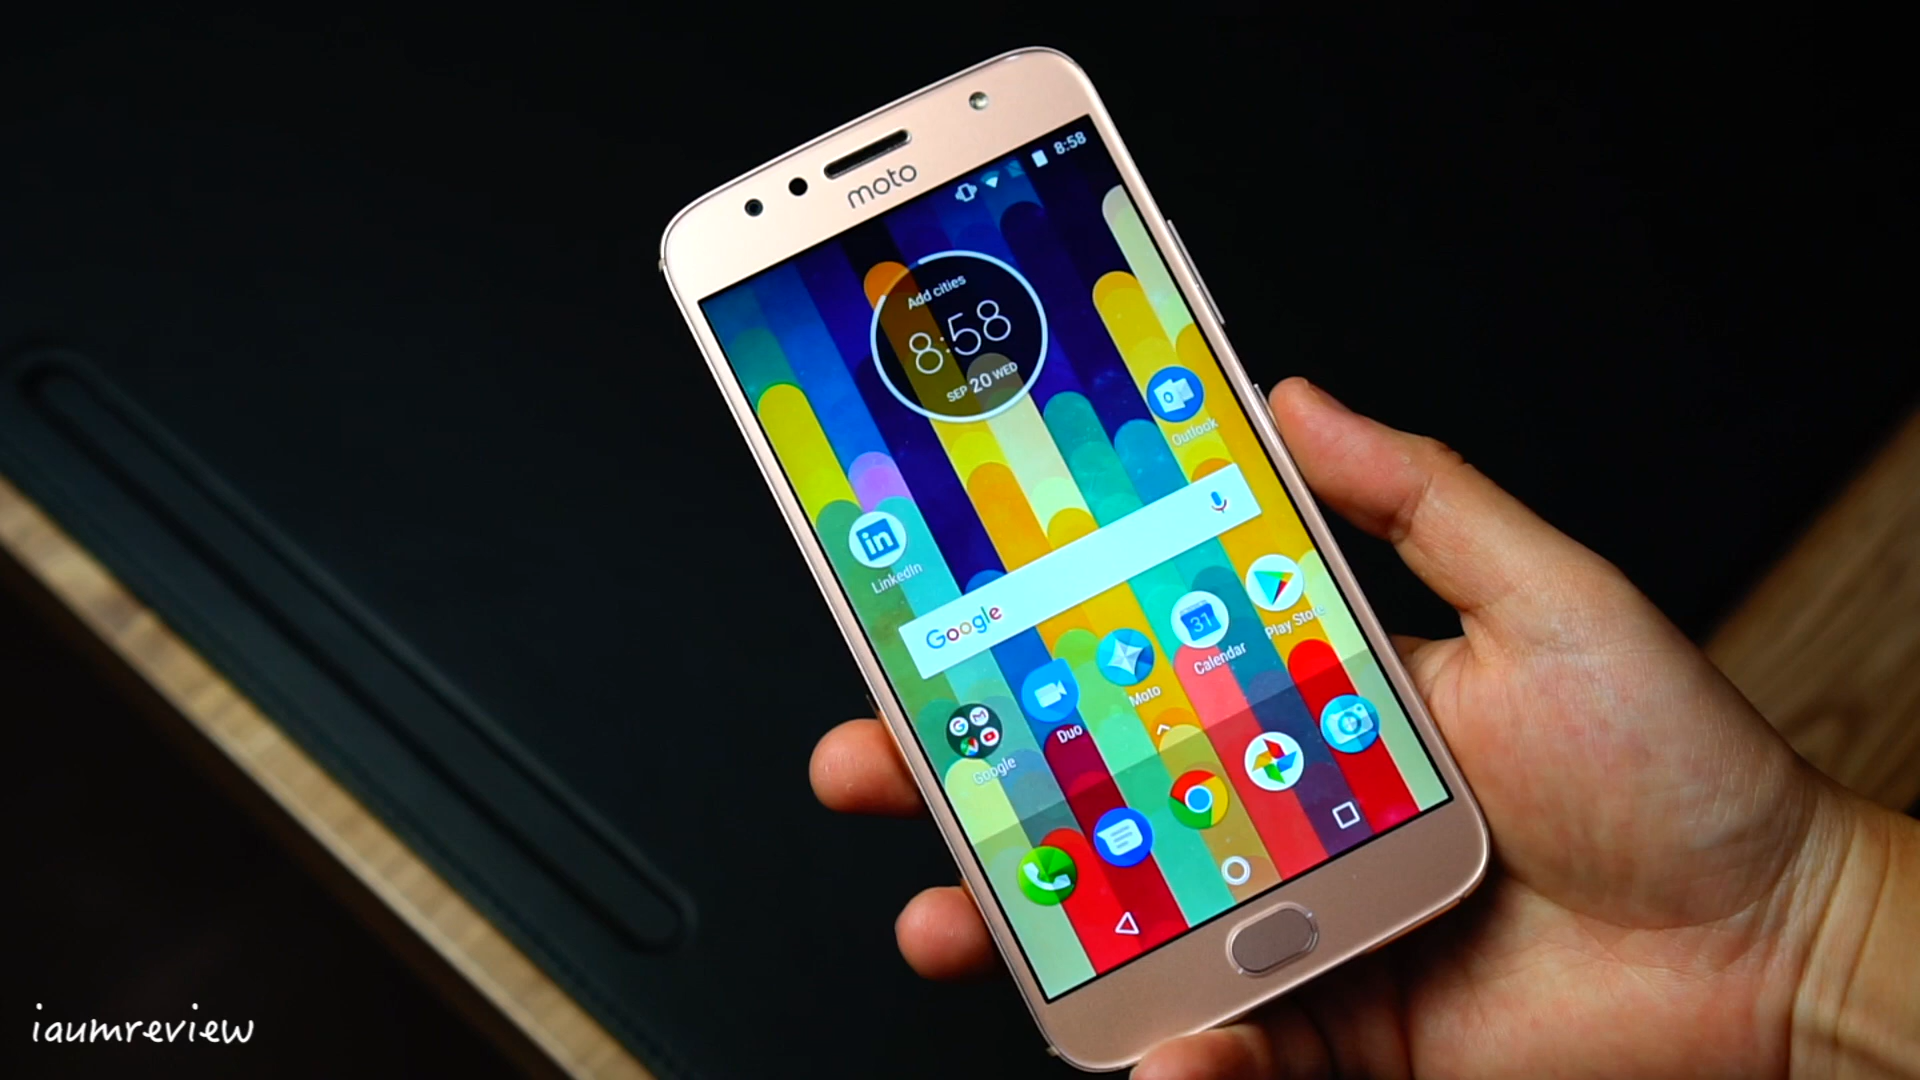 moto
8:58
Add cities
8:58
SEP 20 WED
Outlook
LinkedIn
Google
Play Store
Calendar
31
Moto
Duo
Google
iaumreview